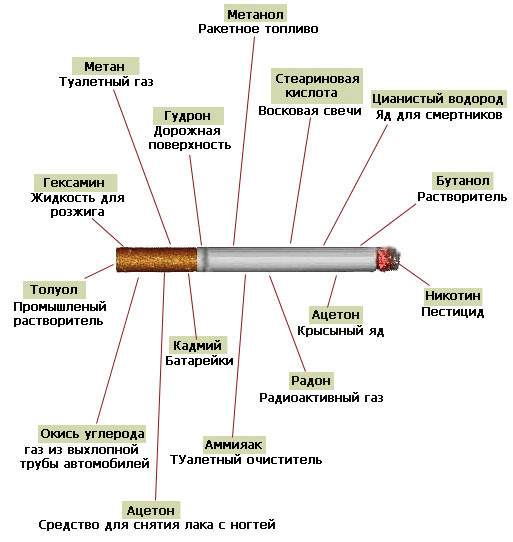 Метанол
Ракетное топливо
Метан
Туалетный газ
Стеариновая
кислота
Восковая свечи
Цианистый водород
Яд для смертников
Гудрон
Дорожная
поверхность
Гексамин
Жидкость для
розжига
Бутанол
Растворитель
Толуол
Промышленый
растворитель
Никотин
Пестицид
Ацетон
Крысыный яд
Кадмий
Батарейки
Радон
Радиоактивный газ
Окись углерода
газ из выхлопной
трубы автомобилей
Аммияак
ТУалетный очиститель
Ацетон
Средство для снятия лака с ногтей